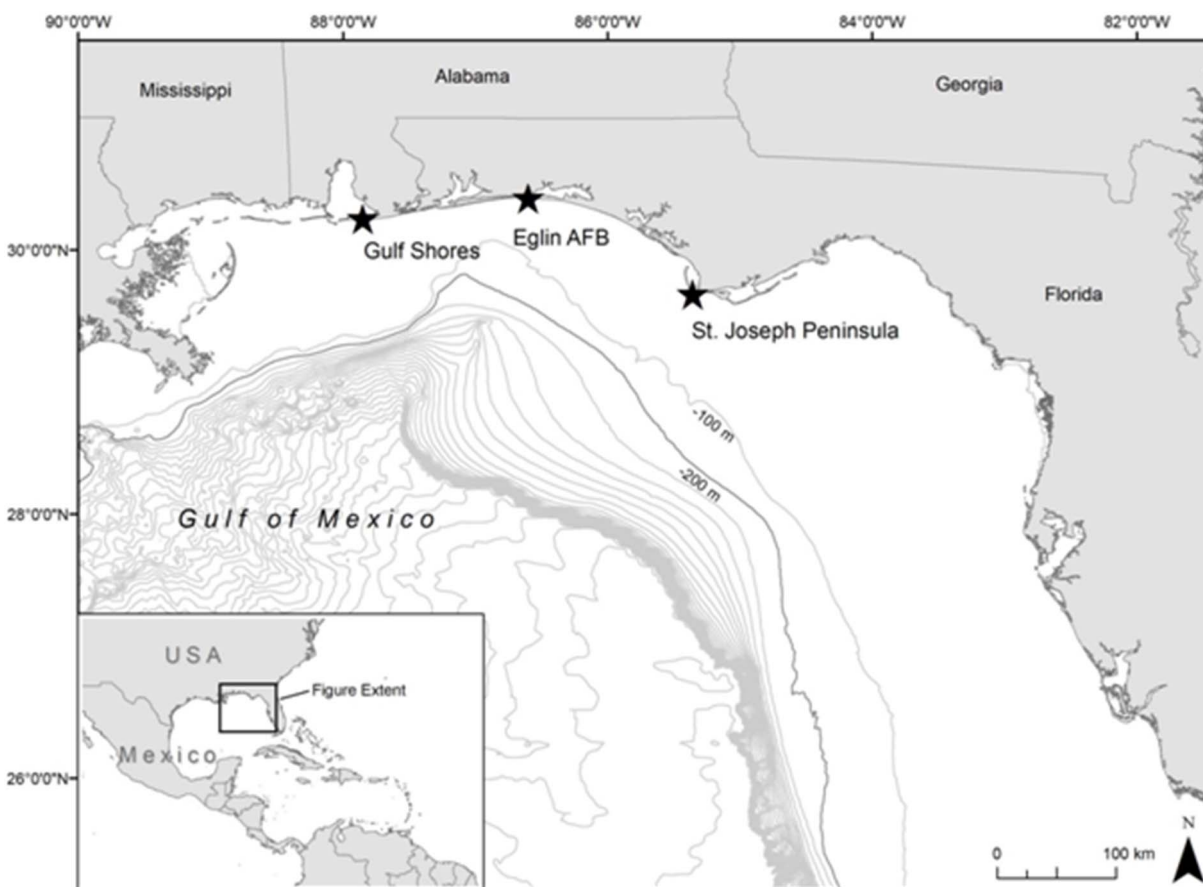 90°0'0"W
88°0'0"W
86°0'0"W
84°0'0"W
82°0'0"W
Mississippi
Alabama
Georgia
30°0'0"N
Gulf Shores
Eglin AFB
Florida
St. Joseph Peninsula
-100 m
-200 m
28°0'0"N
Gulf of Mexico
USA
Figure Extent
Mexico
26°0'0"N
N
0
100 km